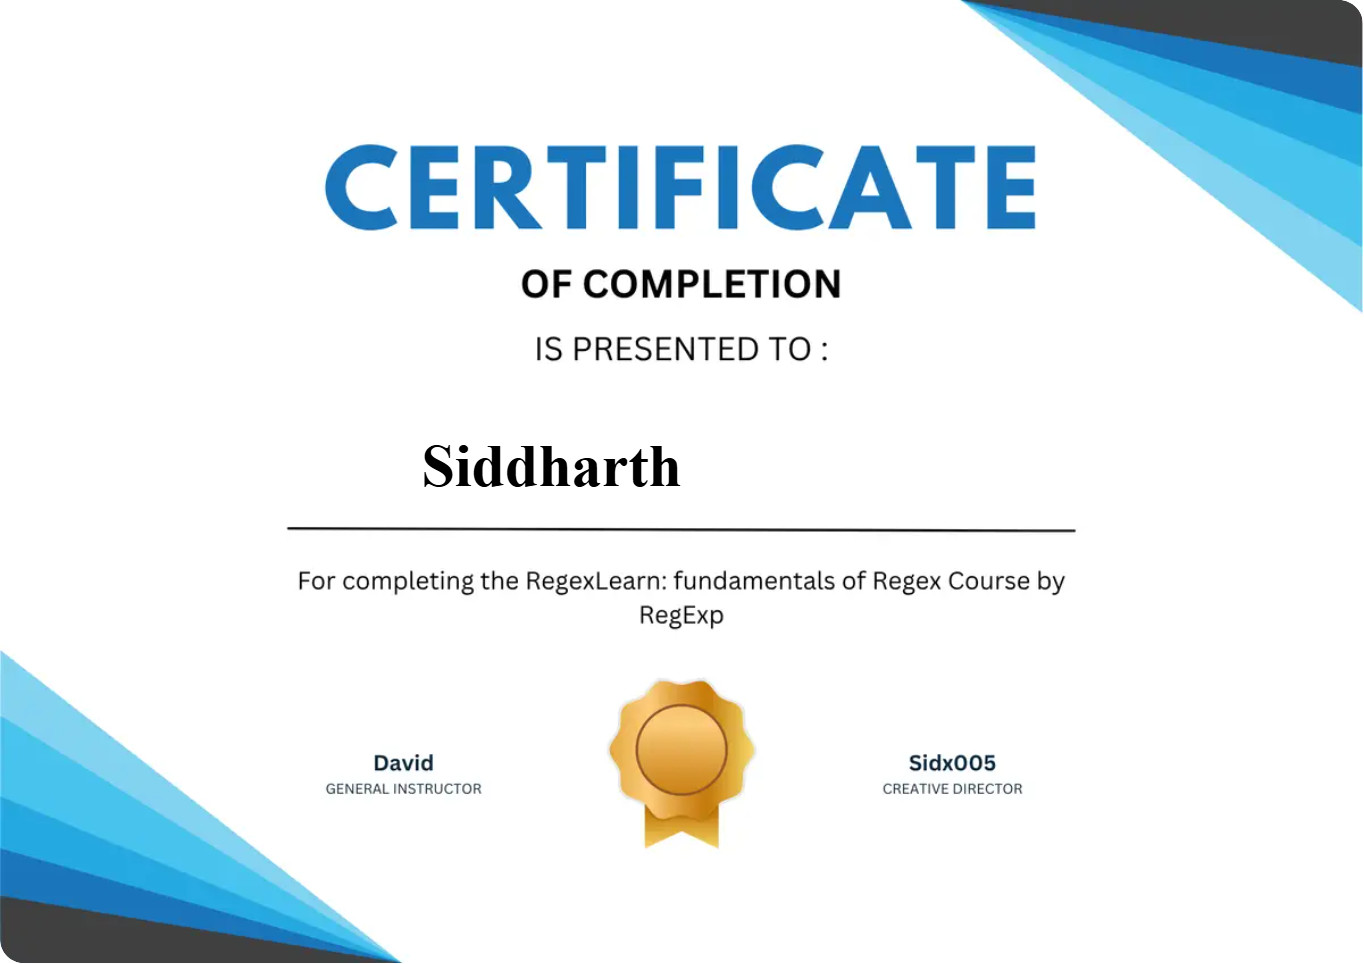 CERTIFICATE
OF COMPLETION
IS PRESENTED TO :
Siddharth
For completing the RegexLearn: fundamentals of Regex Course by
RegExp
David
GENERAL INSTRUCTOR
Sidx005
CREATIVE DIRECTOR